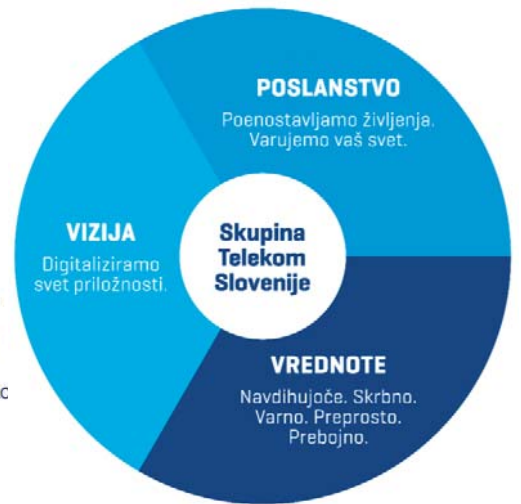 POSLANSTVO
Poenostavljamo življenja.
Varujemo vaš svet.
VIZIJA
Digitaliziramo
svet priložnosti.
Skupina
Telekom
Slovenije
VREDNOTE
Navdihujoče. Skrbno.
Varno. Preprosto.
Prebojno.